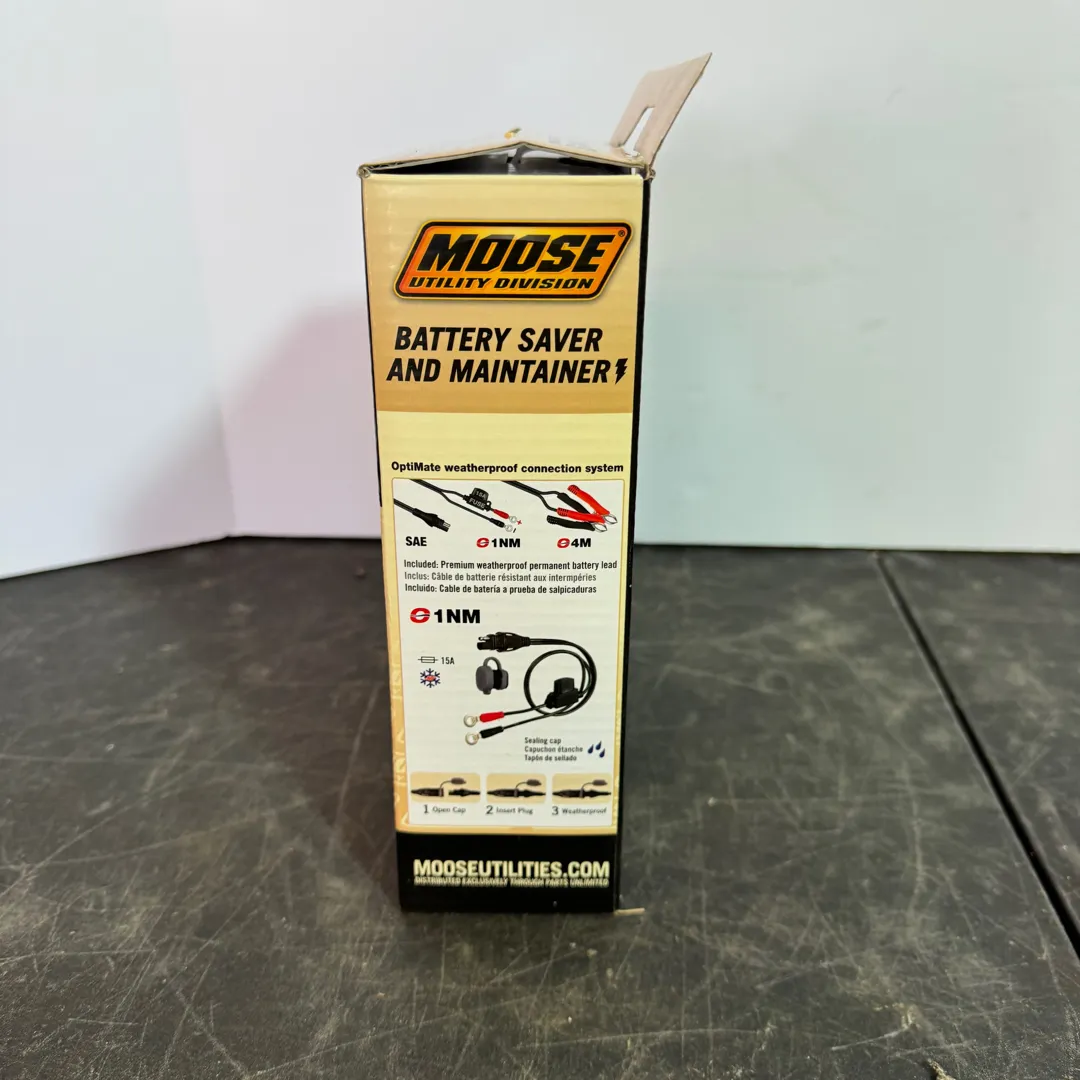 MOOSE®
UTILITY DIVISION
BATTERY SAVER
AND MAINTAINER
OptiMate weatherproof connection system
15A
FUSE
SAE
1NM
4M
Included: Premium weatherproof permanent battery lead
Inclus: Câble de batterie résistant aux intermpéries
Incluido: Cable de batería a prueba de salpicaduras
1NM
15A
Sealing cap
Capuchon étanche
Tapón de sellado
1 Open Cap
2 Insert Plug
3 Weatherproof
MOOSEUTILITIES.COM
DISTRIBUTED EXCLUSIVELY THROUGH PARTS UNLIMITED